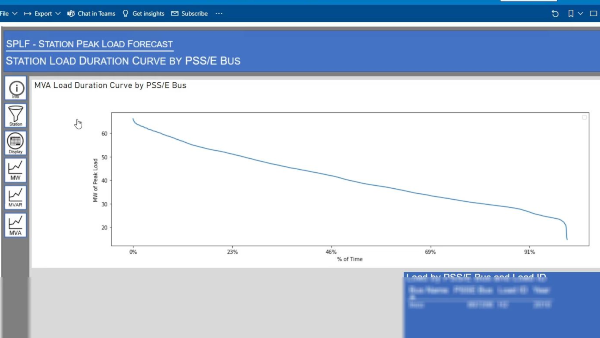 File Export Chat in Teams Get insights Subscribe ...
SPLF - STATION PEAK LOAD FORECAST
STATION LOAD DURATION CURVE BY PSS/E BUS
MVA Load Duration Curve by PSS/E Bus
Station
Display
MW
MVAR
MVA
MW of Peak Load
60
50
40
30
20
0% 23% 46% 69% 91%
% of Time
Load by PSS/E Bus and Load ID
Bus Name PSSE Bus Load ID Year